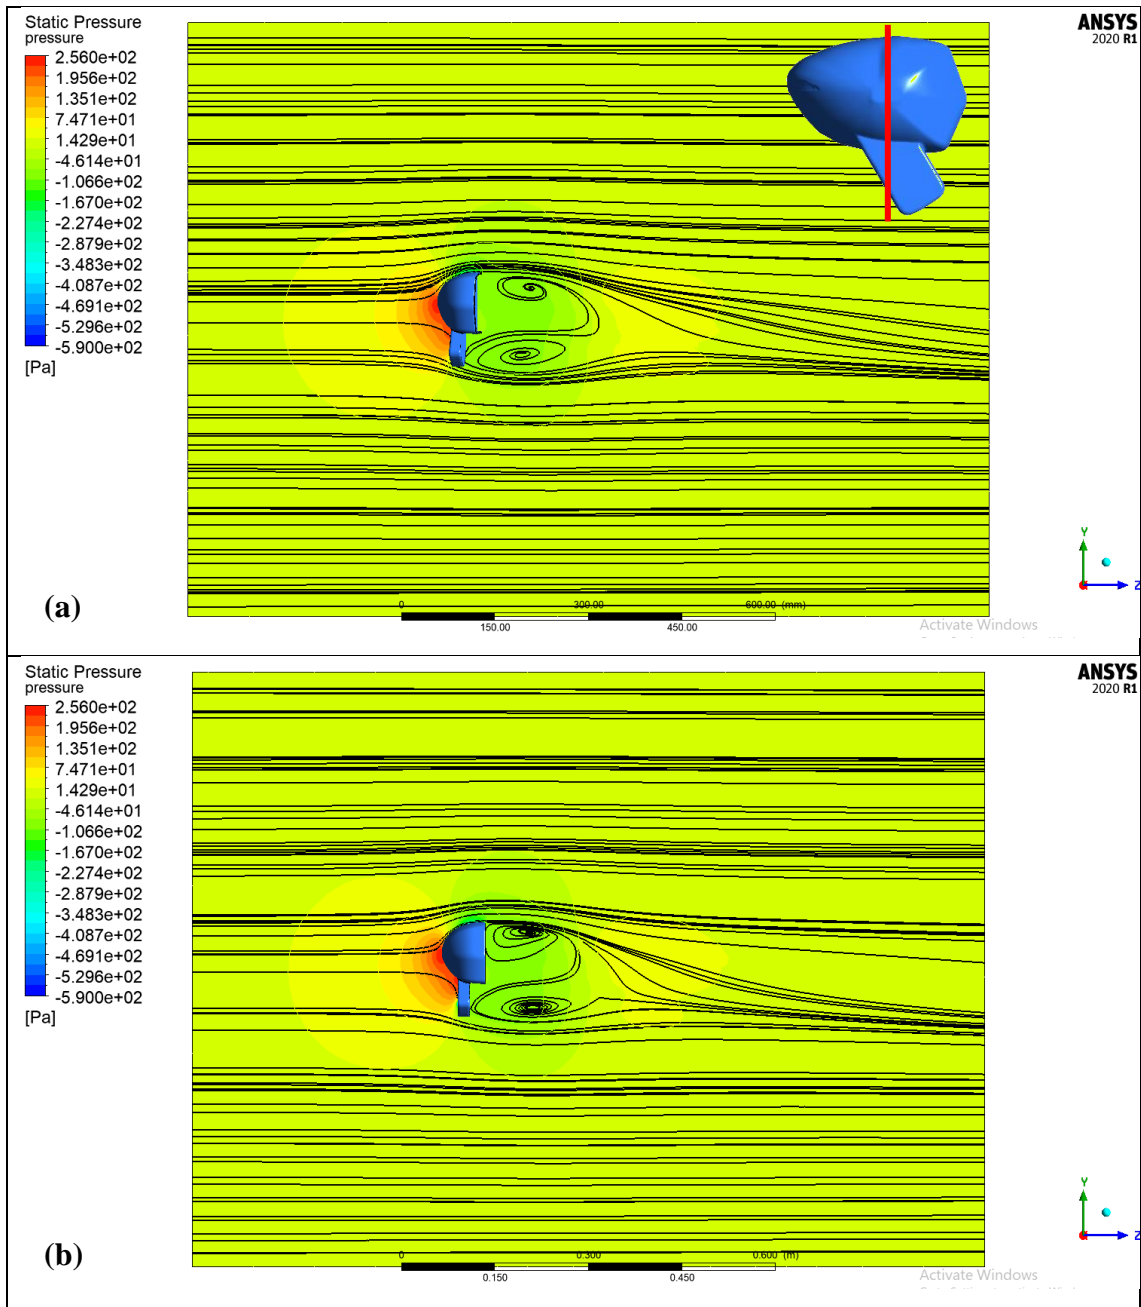 Static Pressure
pressure
ANSYS
2020 R1
2.560e+02
1.956e+02
1.351e+02
7.471e+01
1.429e+01
-4.614e+01
-1.066e+02
-1.670e+02
-2.274e+02
-2.879e+02
-3.483e+02
-4.087e+02
-4.691e+02
-5.296e+02
-5.900e+02
[Pa]
Y
Z
(a)
0 300.00 600.00 (mm)
150.00 450.00
Activate Windows
Static Pressure
pressure
ANSYS
2020 R1
2.560e+02
1.956e+02
1.351e+02
7.471e+01
1.429e+01
-4.614e+01
-1.066e+02
-1.670e+02
-2.274e+02
-2.879e+02
-3.483e+02
-4.087e+02
-4.691e+02
-5.296e+02
-5.900e+02
[Pa]
Y
Z
(b)
0 0.300 0.600 (m)
0.150 0.450
Activate Windows